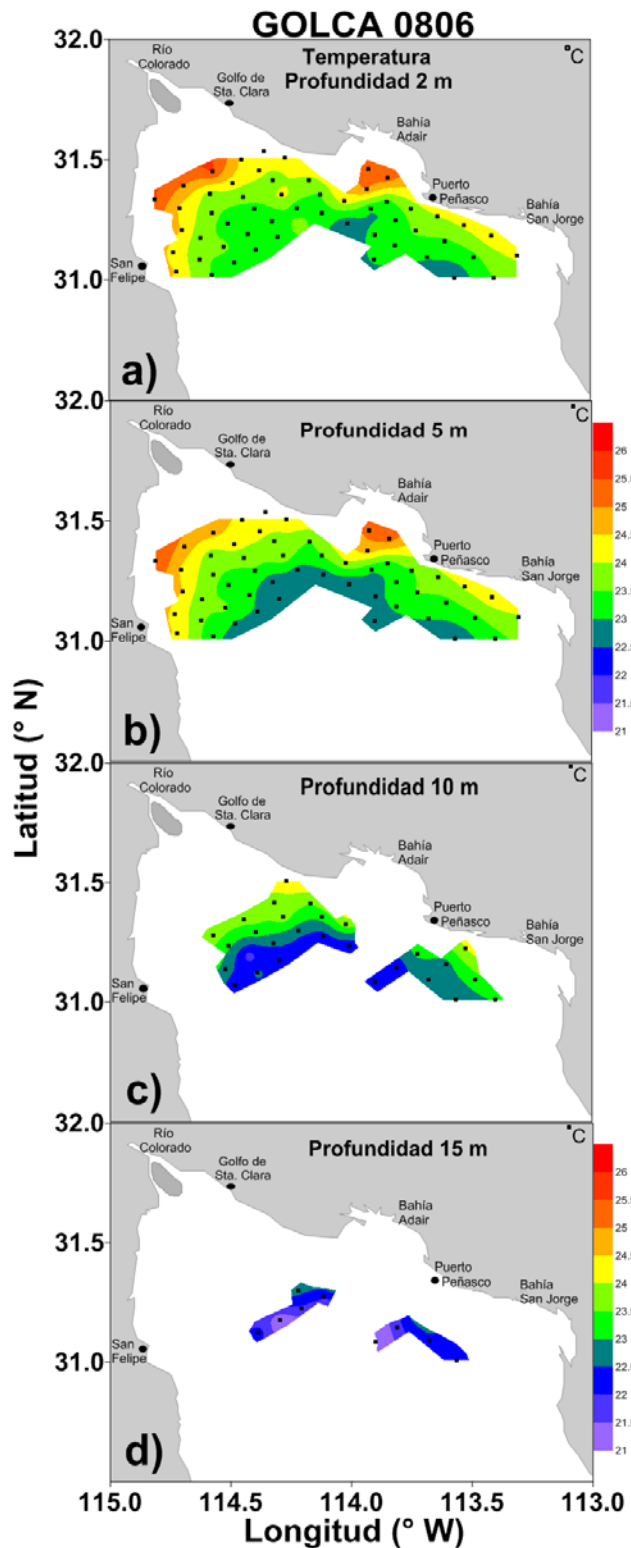 GOLCA 0806
32.0
Temperatura
Profundidad 2 m
°C
Río
Colorado
Golfo de
Sta. Clara
Bahía
Adair
31.5
Puerto
Peñasco
Bahía
San Jorge
San
Felipe
31.0
a)
32.0
Profundidad 5 m
°C
Río
Colorado
Golfo de
Sta. Clara
Bahía
Adair
31.5
Puerto
Peñasco
Bahía
San Jorge
San
Felipe
31.0
b)
26
25.5
25
24.5
24
23.5
23
22.5
22
21.5
21
Latitud (° N)
32.0
Profundidad 10 m
°C
Río
Colorado
Golfo de
Sta. Clara
Bahía
Adair
31.5
Puerto
Peñasco
Bahía
San Jorge
San
Felipe
31.0
c)
32.0
Profundidad 15 m
°C
Río
Colorado
Golfo de
Sta. Clara
Bahía
Adair
31.5
Puerto
Peñasco
Bahía
San Jorge
San
Felipe
31.0
d)
26
25.5
25
24.5
24
23.5
23
22.5
22
21.5
21
115.0 114.5 114.0 113.5 113.0
Longitud (° W)